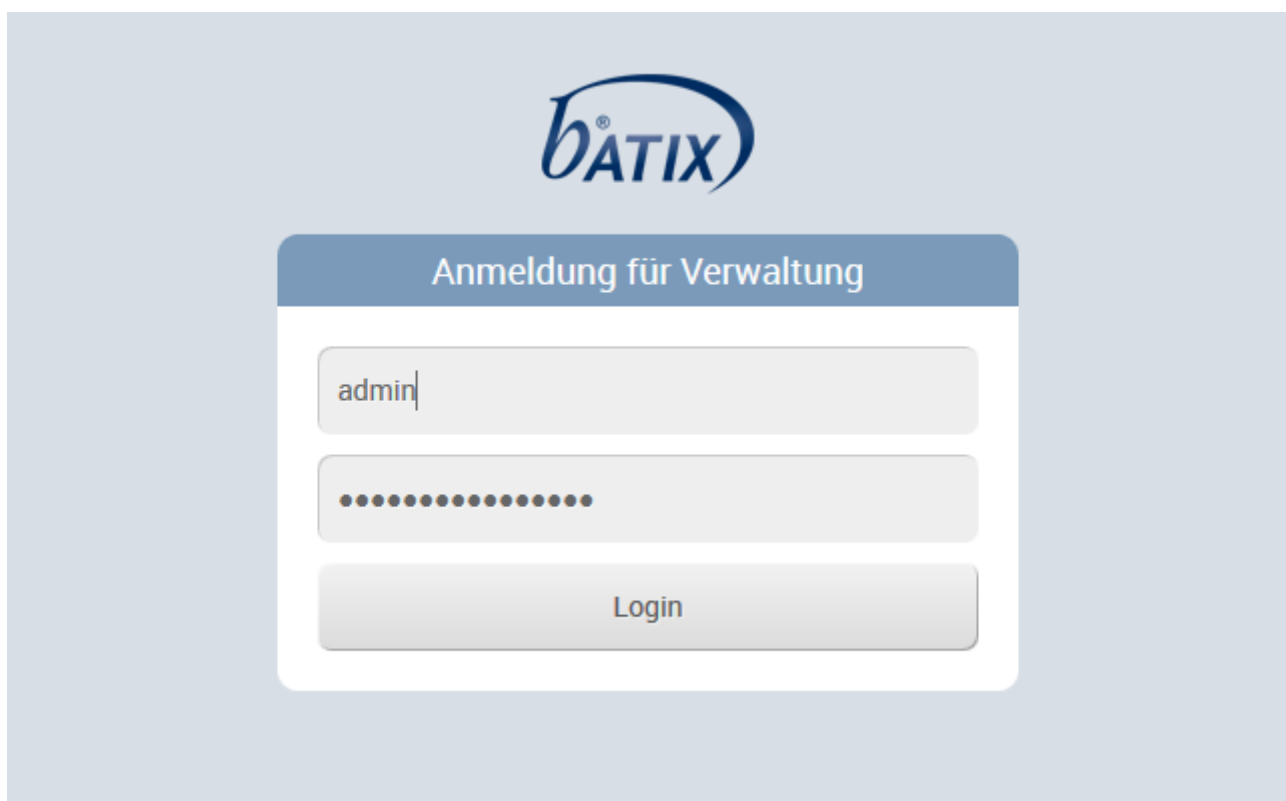 bATIX®
Anmeldung für Verwaltung
admin
••••••••••••••••
Login